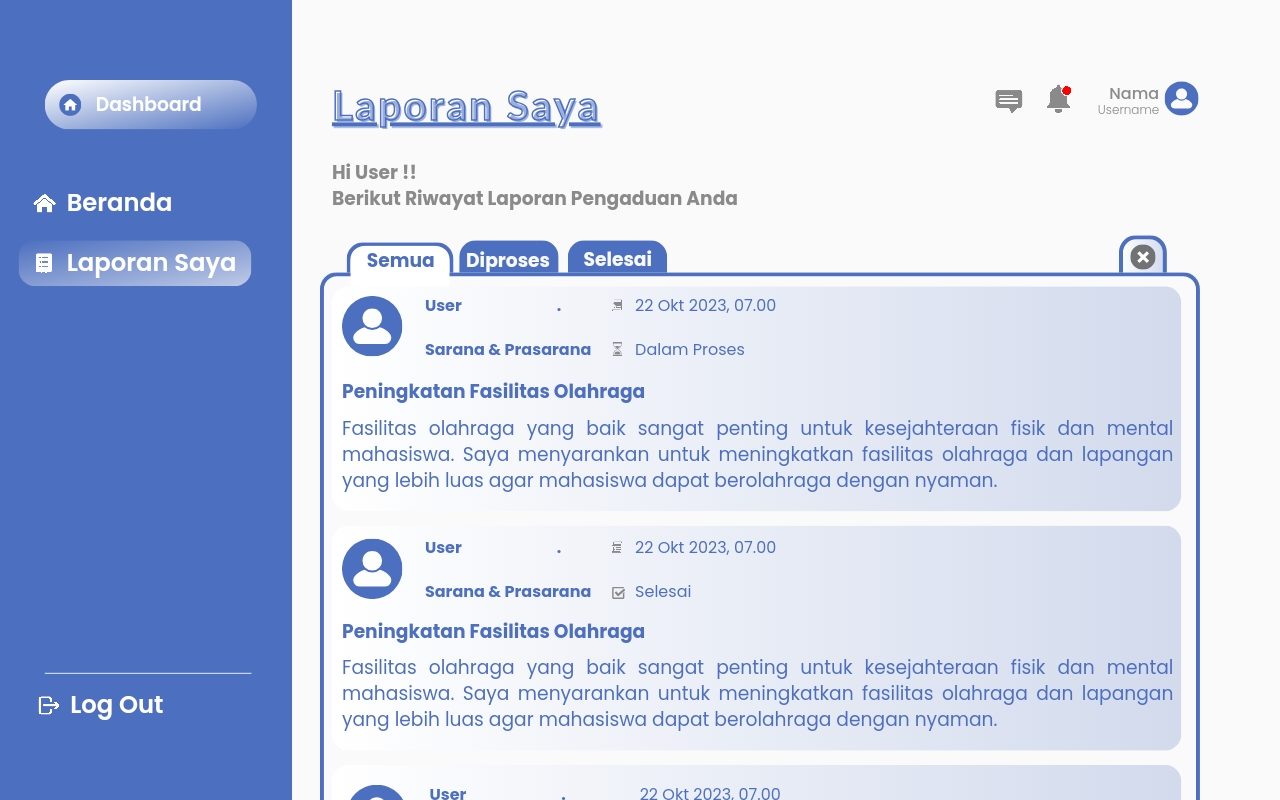 Dashboard
Beranda
Laporan Saya
Log Out
Laporan Saya
Nama
Username
Hi User !!
Berikut Riwayat Laporan Pengaduan Anda
Semua
Diproses
Selesai
User . 22 Okt 2023, 07.00
Sarana & Prasarana Dalam Proses
Peningkatan Fasilitas Olahraga
Fasilitas olahraga yang baik sangat penting untuk kesejahteraan fisik dan mental
mahasiswa. Saya menyarankan untuk meningkatkan fasilitas olahraga dan lapangan
yang lebih luas agar mahasiswa dapat berolahraga dengan nyaman.
User . 22 Okt 2023, 07.00
Sarana & Prasarana Selesai
Peningkatan Fasilitas Olahraga
Fasilitas olahraga yang baik sangat penting untuk kesejahteraan fisik dan mental
mahasiswa. Saya menyarankan untuk meningkatkan fasilitas olahraga dan lapangan
yang lebih luas agar mahasiswa dapat berolahraga dengan nyaman.
User . 22 Okt 2023, 07.00